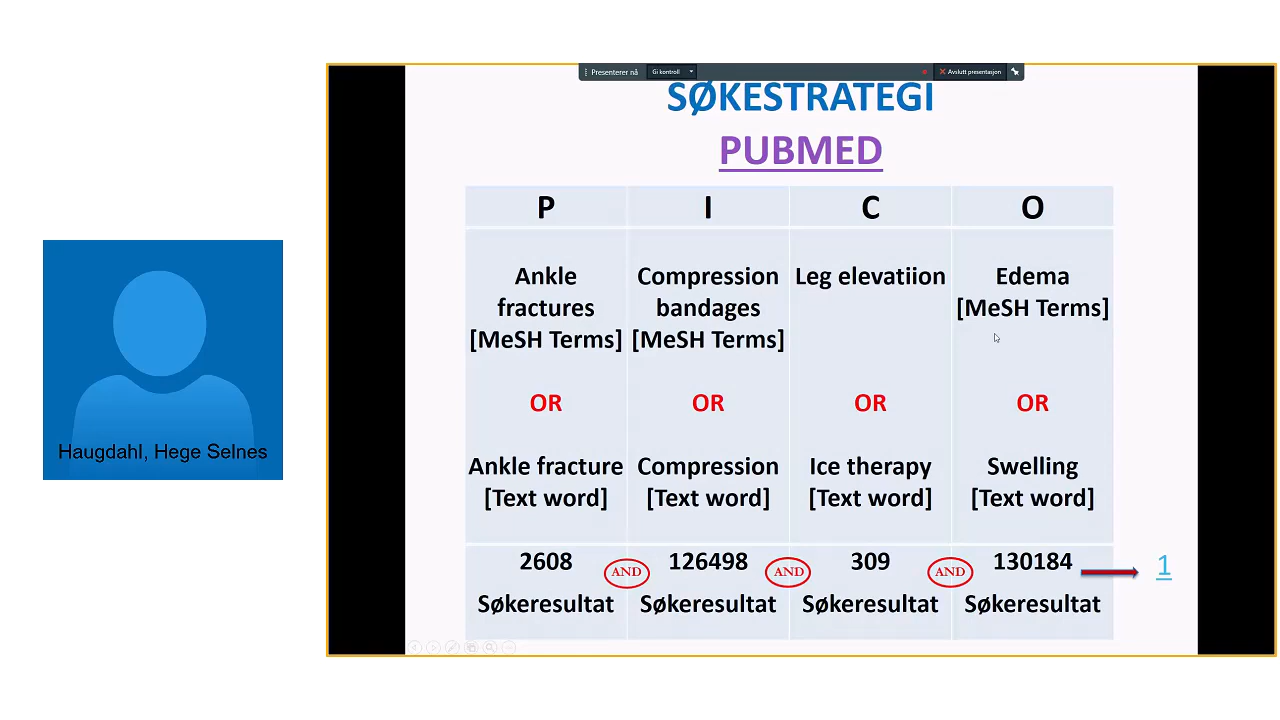 Presenterer nå
Gi kontroll
Avslutt presentasjon
SØKESTRATEGI
PUBMED
P
I
C
O
Ankle
fractures
[MeSH Terms]
OR
Ankle fracture
[Text word]
Compression
bandages
[MeSH Terms]
OR
Compression
[Text word]
Leg elevatiion
OR
Ice therapy
[Text word]
Edema
[MeSH Terms]
OR
Swelling
[Text word]
2608
Søkeresultat
AND
126498
Søkeresultat
AND
309
Søkeresultat
AND
130184
Søkeresultat
1
Haugdahl, Hege Selnes